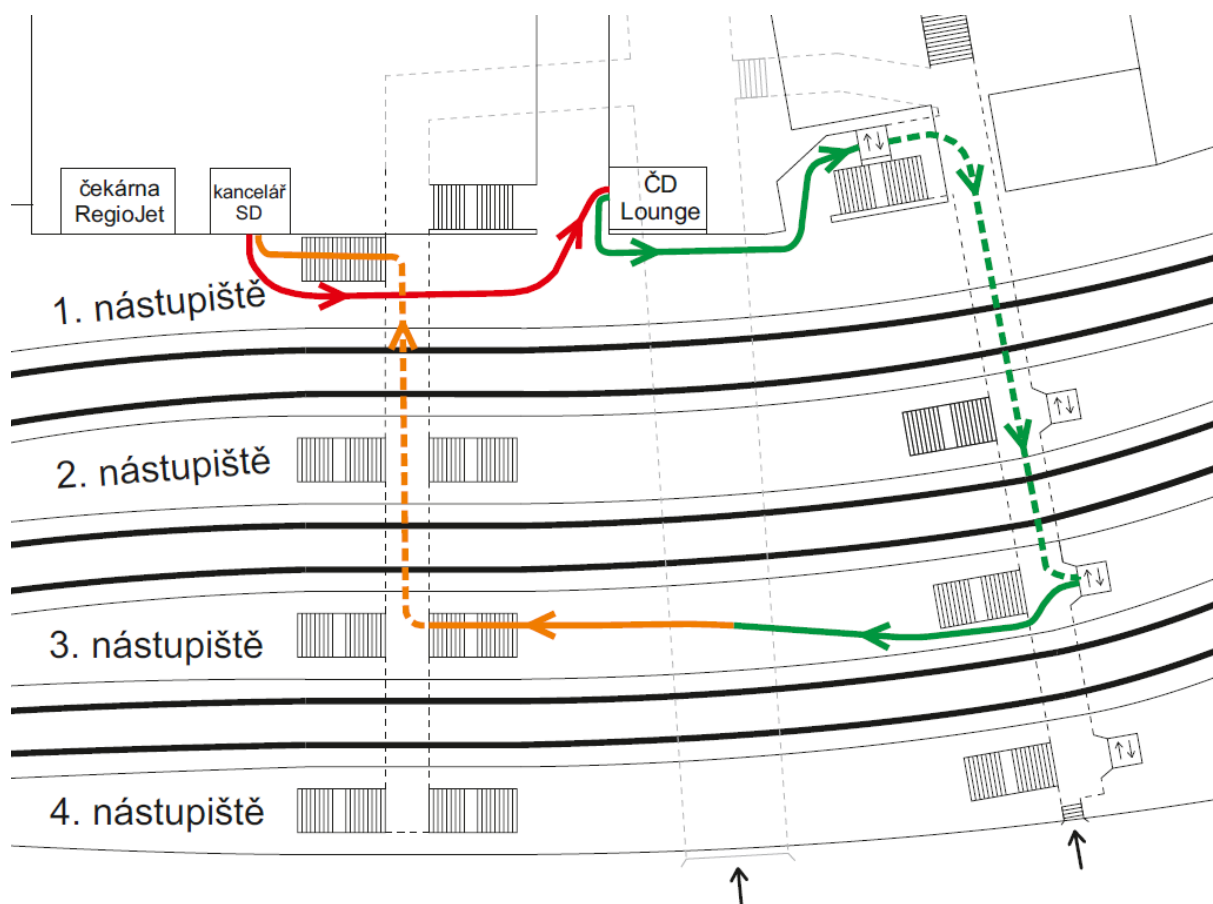 čekárna
RegioJet
kancelář
SD
ČD
Lounge
1. nástupiště
2. nástupiště
3. nástupiště
4. nástupiště